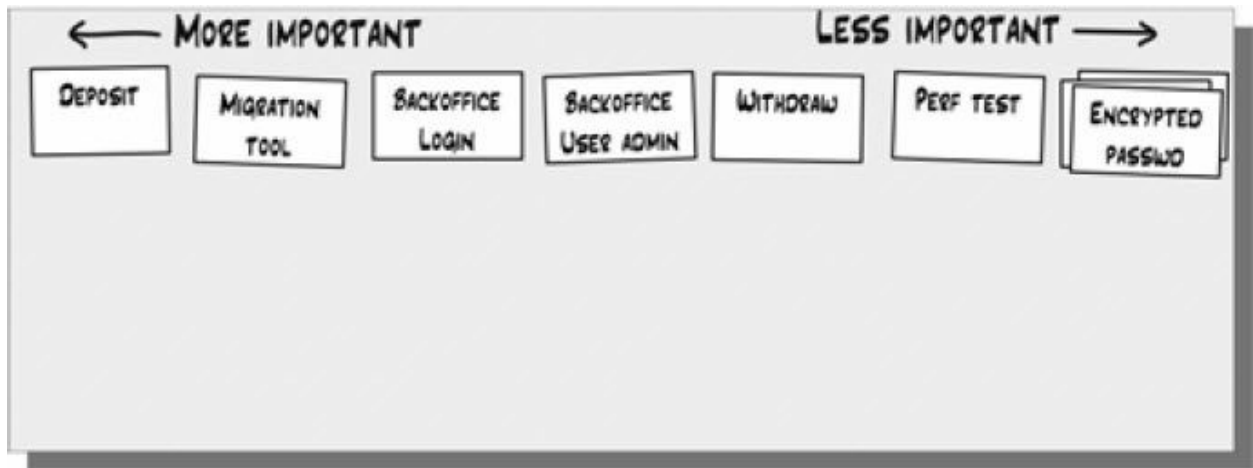 MORE IMPORTANT
LESS IMPORTANT
DEPOSIT
MIGRATION
TOOL
BACKOFFICE
LOGIN
BACKOFFICE
USER ADMIN
WITHDRAW
PERF TEST
ENCRYPTED
PASSWD